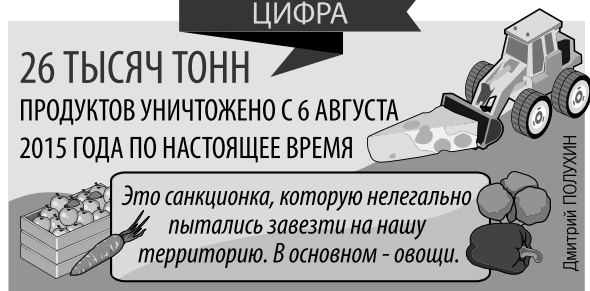 ЦИФРА
26 ТЫСЯЧ ТОНН
ПРОДУКТОВ УНИЧТОЖЕНО С 6 АВГУСТА
2015 ГОДА ПО НАСТОЯЩЕЕ ВРЕМЯ
Это санкционка, которую нелегально
пытались завезти на нашу
территорию. В основном - овощи.
Дмитрий ПОЛУХИН